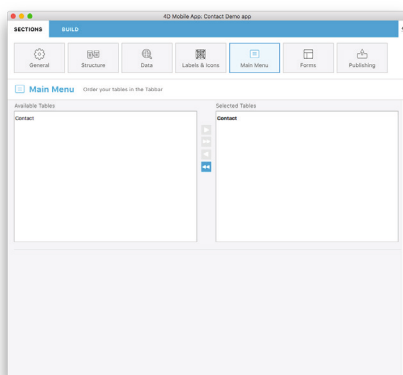 4D Mobile App: Contact Demo app
SECTIONS BUILD
General Structure Data Labels & Icons Main Menu Forms Publishing
Main Menu Order your tables in the Tabbar
Available Tables Selected Tables
Contact Contact